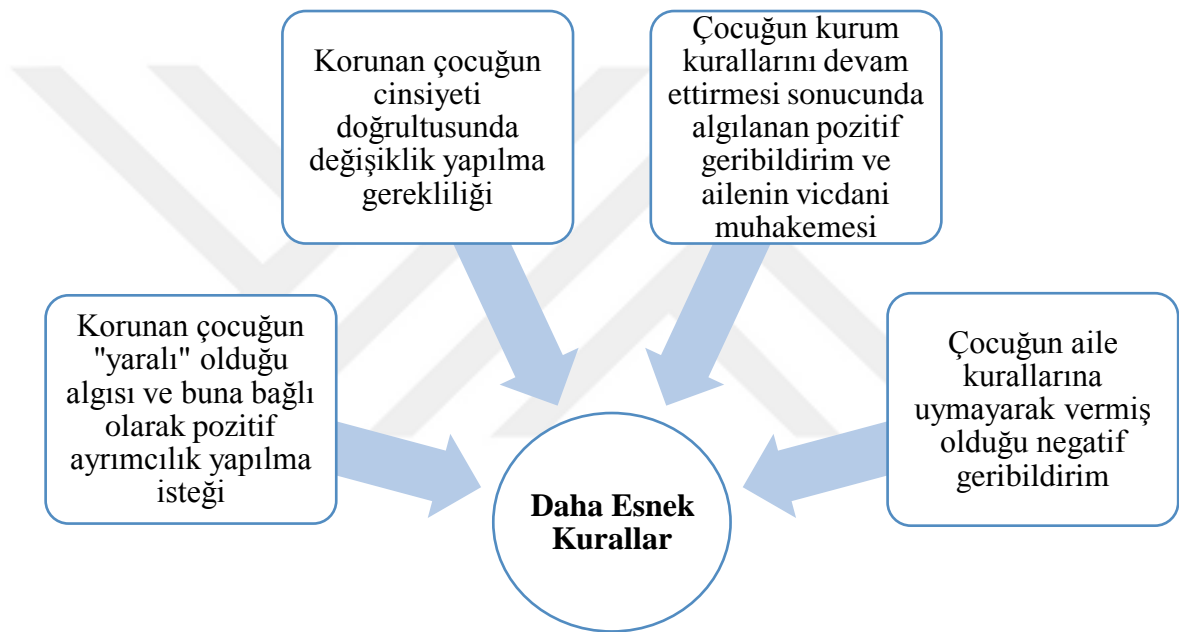 Korunan çocuğun
"yaralı" olduğu
algısı ve buna bağlı
olarak pozitif
ayrımcılık yapılma
isteği
Korunan çocuğun
cinsiyeti
doğrultusunda
değişiklik yapılma
gerekliliği
Çocuğun kurum
kurallarını devam
ettirmesi sonucunda
algılanan pozitif
geribildirim ve
ailenin vicdani
muhakemesi
Çocuğun aile
kurallarına
uymayarak vermiş
olduğu negatif
geribildirim
Daha Esnek
Kurallar